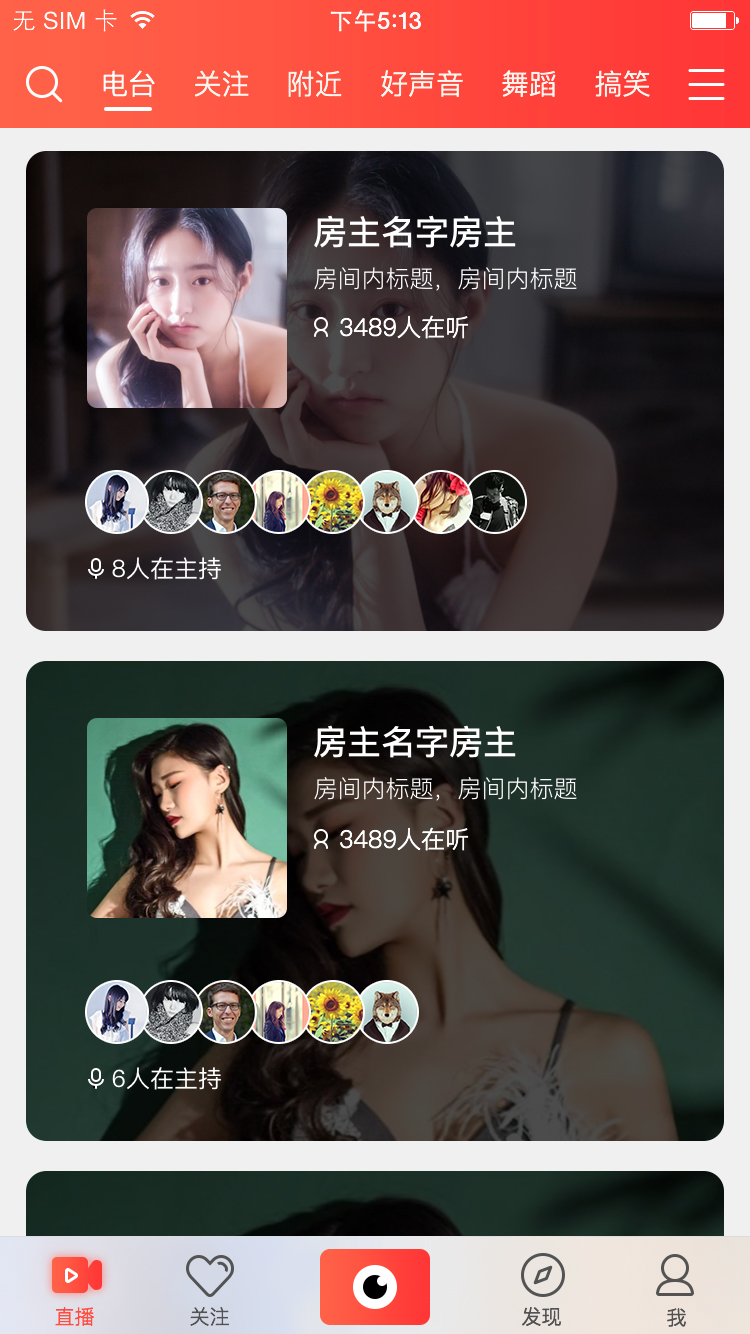 无 SIM 卡 下午5:13
电台 关注 附近 好声音 舞蹈 搞笑
房主名字房主
房间内标题，房间内标题
3489人在听
8人在主持
房主名字房主
房间内标题，房间内标题
3489人在听
6人在主持
直播 关注 发现 我